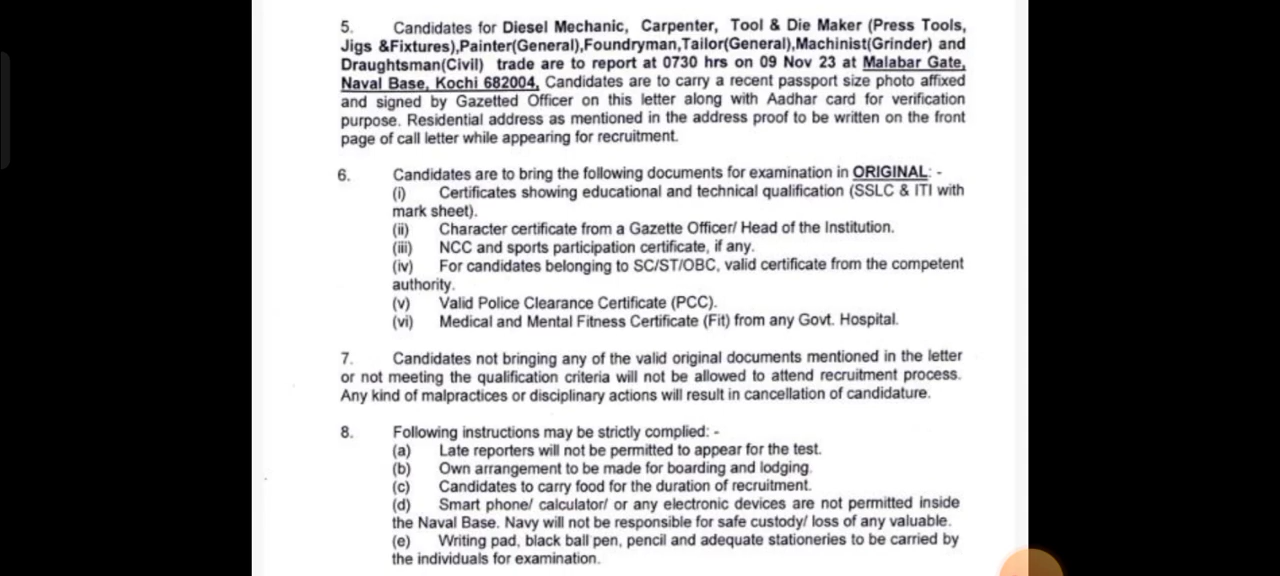 5. Candidates for Diesel Mechanic, Carpenter, Tool & Die Maker (Press Tools,
Jigs &Fixtures),Painter(General),Foundryman,Tailor(General),Machinist(Grinder) and
Draughtsman(Civil) trade are to report at 0730 hrs on 09 Nov 23 at Malabar Gate,
Naval Base, Kochi 682004, Candidates are to carry a recent passport size photo affixed
and signed by Gazetted Officer on this letter along with Aadhar card for verification
purpose. Residential address as mentioned in the address proof to be written on the front
page of call letter while appearing for recruitment.
6. Candidates are to bring the following documents for examination in ORIGINAL: -
(i) Certificates showing educational and technical qualification (SSLC & ITI with
mark sheet).
(ii) Character certificate from a Gazette Officer/ Head of the Institution.
(iii) NCC and sports participation certificate, if any.
(iv) For candidates belonging to SC/ST/OBC, valid certificate from the competent
authority.
(v) Valid Police Clearance Certificate (PCC).
(vi) Medical and Mental Fitness Certificate (Fit) from any Govt. Hospital.
7. Candidates not bringing any of the valid original documents mentioned in the letter
or not meeting the qualification criteria will not be allowed to attend recruitment process.
Any kind of malpractices or disciplinary actions will result in cancellation of candidature.
8. Following instructions may be strictly complied: -
(a) Late reporters will not be permitted to appear for the test.
(b) Own arrangement to be made for boarding and lodging.
(c) Candidates to carry food for the duration of recruitment.
(d) Smart phone/ calculator/ or any electronic devices are not permitted inside
the Naval Base. Navy will not be responsible for safe custody/ loss of any valuable.
(e) Writing pad, black ball pen, pencil and adequate stationeries to be carried by
the individuals for examination.